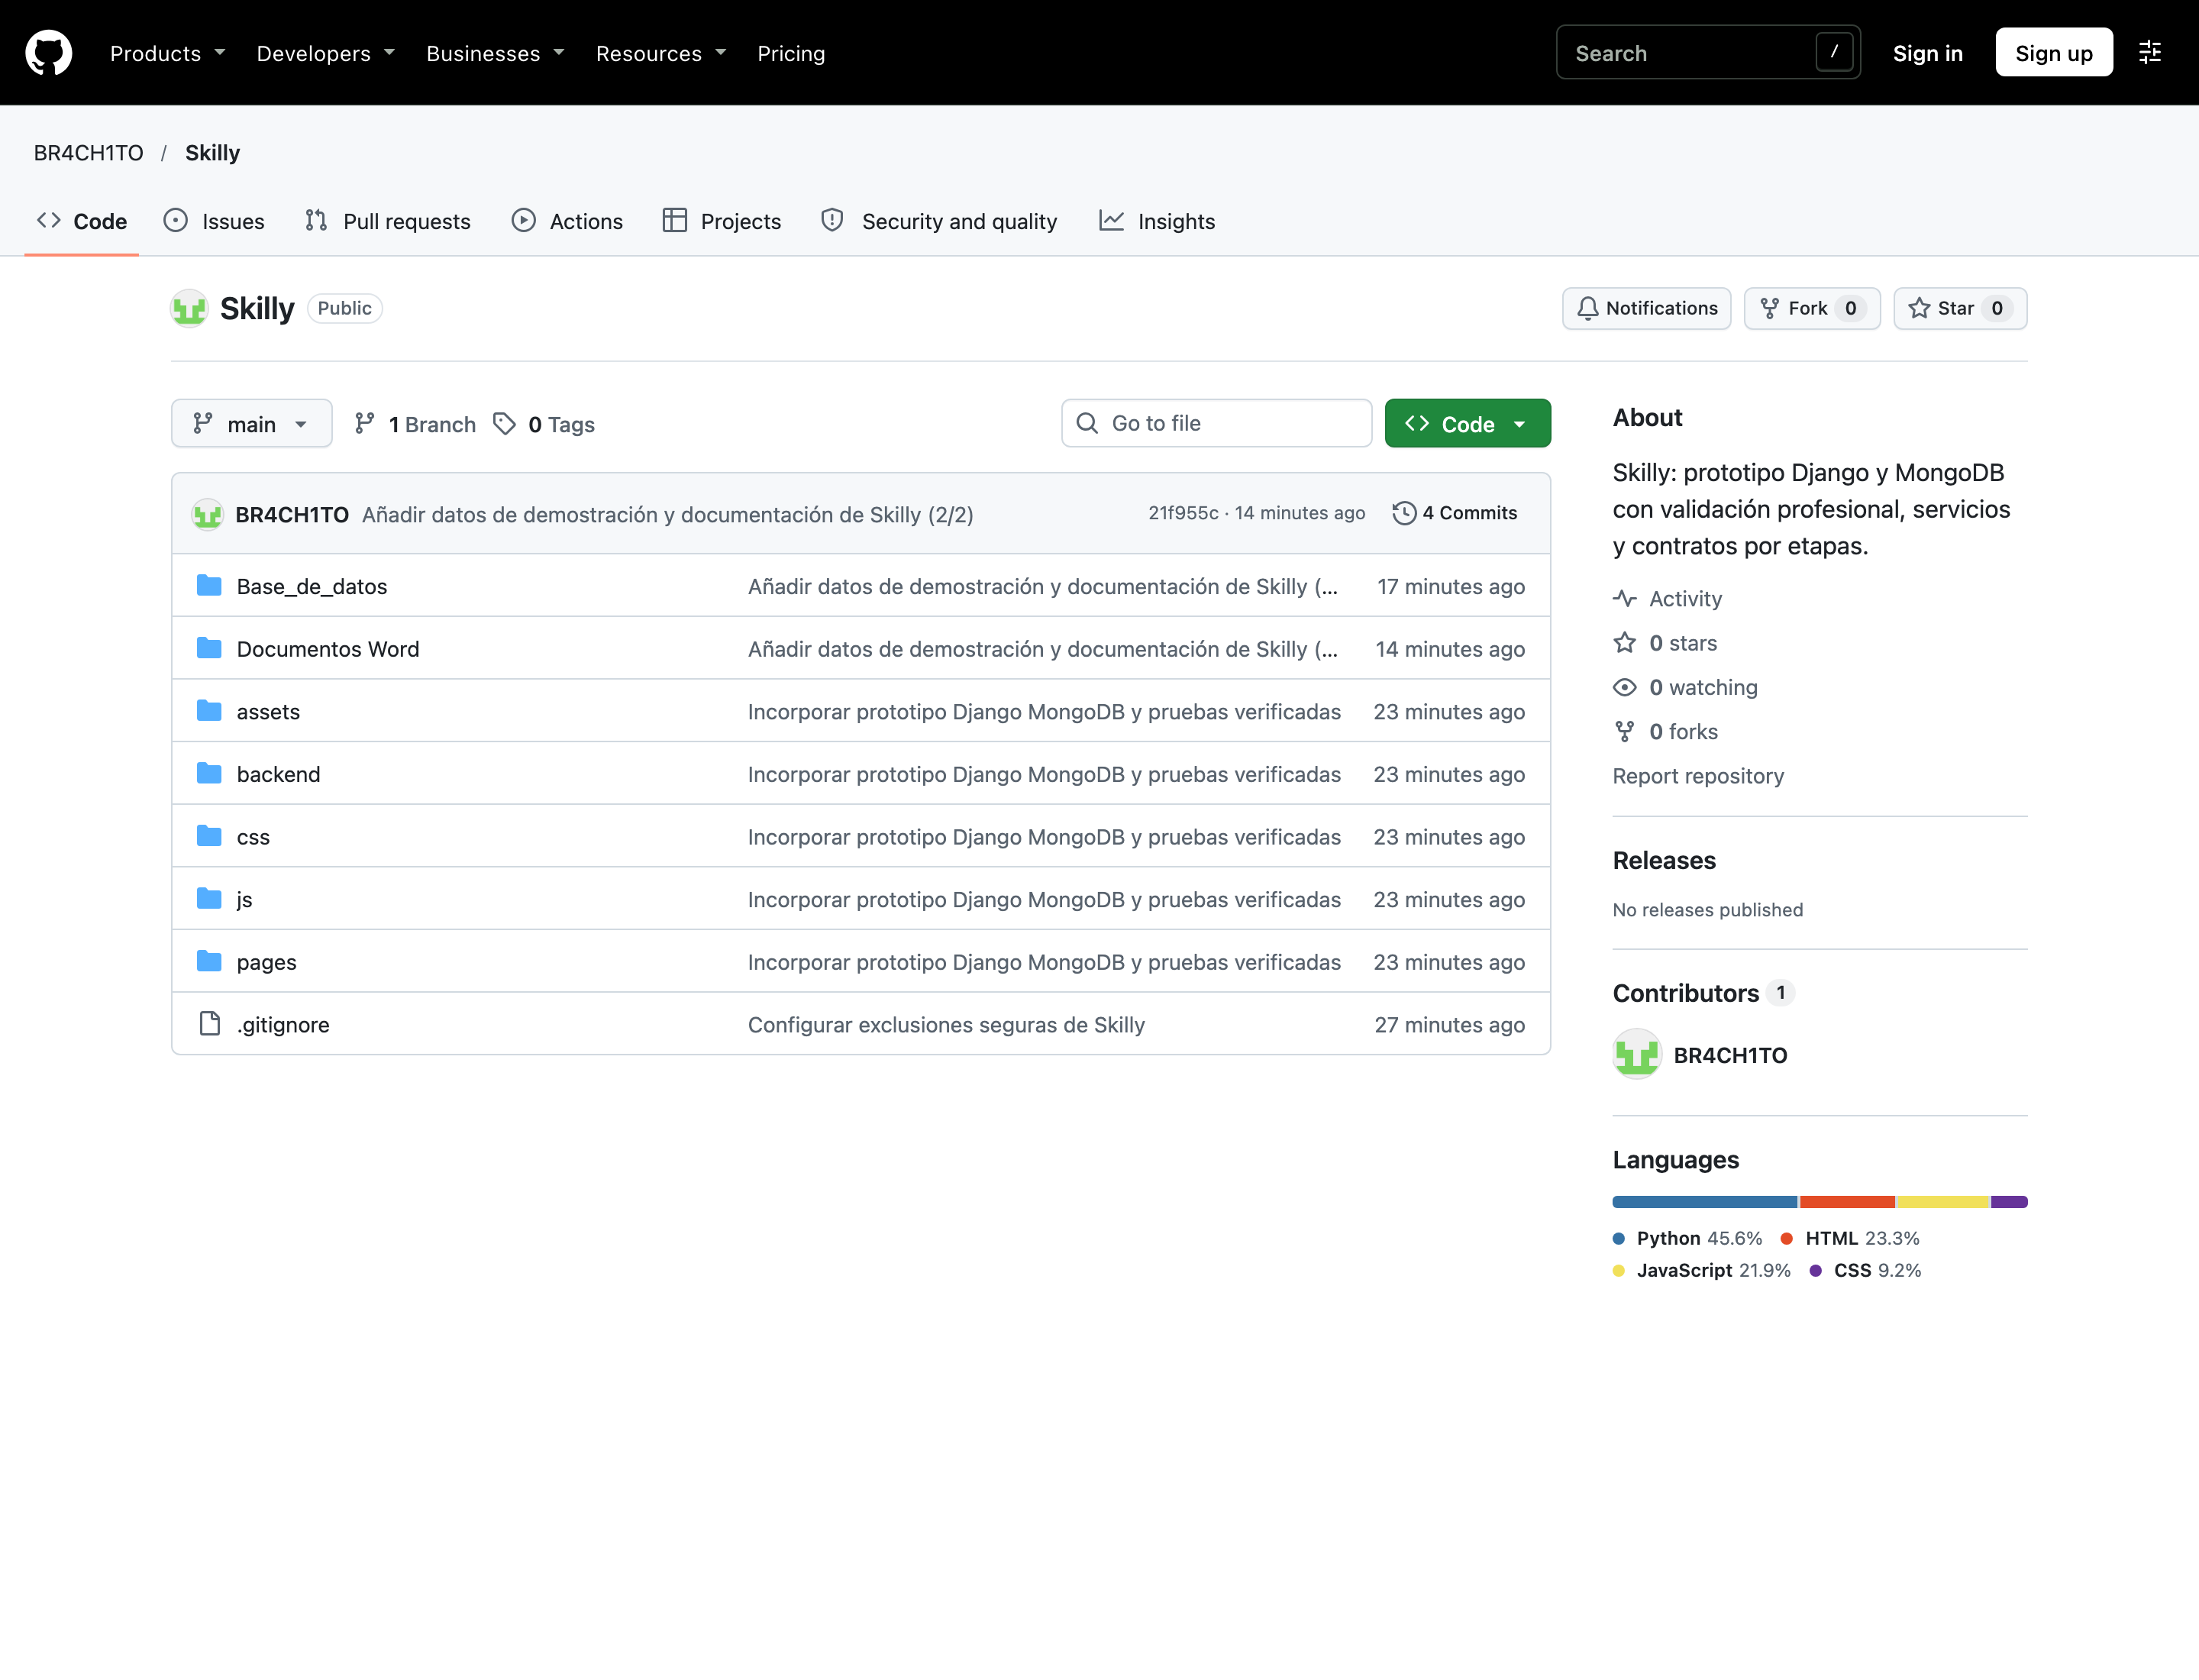 Products Developers Businesses Resources Pricing Search / Sign in Sign up
BR4CH1TO / Skilly
Code Issues Pull requests Actions Projects Security and quality Insights
Skilly Public Notifications Fork 0 Star 0
main 1 Branch 0 Tags Go to file Code
BR4CH1TO Añadir datos de demostración y documentación de Skilly (2/2) 21f955c · 14 minutes ago 4 Commits
Base_de_datos Añadir datos de demostración y documentación de Skilly (... 17 minutes ago
Documentos Word Añadir datos de demostración y documentación de Skilly (... 14 minutes ago
assets Incorporar prototipo Django MongoDB y pruebas verificadas 23 minutes ago
backend Incorporar prototipo Django MongoDB y pruebas verificadas 23 minutes ago
css Incorporar prototipo Django MongoDB y pruebas verificadas 23 minutes ago
js Incorporar prototipo Django MongoDB y pruebas verificadas 23 minutes ago
pages Incorporar prototipo Django MongoDB y pruebas verificadas 23 minutes ago
.gitignore Configurar exclusiones seguras de Skilly 27 minutes ago
About
Skilly: prototipo Django y MongoDB
con validación profesional, servicios
y contratos por etapas.
Activity
0 stars
0 watching
0 forks
Report repository
Releases
No releases published
Contributors 1
BR4CH1TO
Languages
Python 45.6% HTML 23.3%
JavaScript 21.9% CSS 9.2%